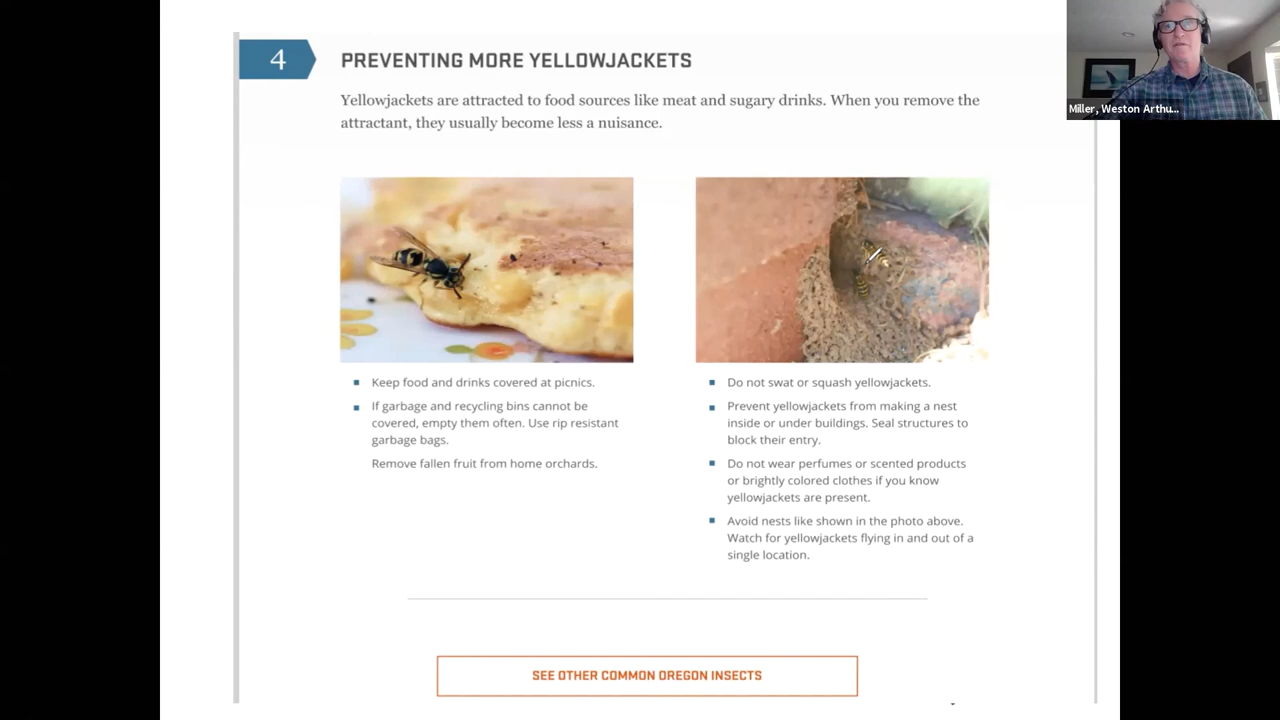 4
PREVENTING MORE YELLOWJACKETS
Yellowjackets are attracted to food sources like meat and sugary drinks. When you remove the
attractant, they usually become less a nuisance.
Keep food and drinks covered at picnics.
If garbage and recycling bins cannot be
covered, empty them often. Use rip resistant
garbage bags.
Remove fallen fruit from home orchards.
Do not swat or squash yellowjackets.
Prevent yellowjackets from making a nest
inside or under buildings. Seal structures to
block their entry.
Do not wear perfumes or scented products
or brightly colored clothes if you know
yellowjackets are present.
Avoid nests like shown in the photo above.
Watch for yellowjackets flying in and out of a
single location.
SEE OTHER COMMON OREGON INSECTS
Miller, Weston Arthu...